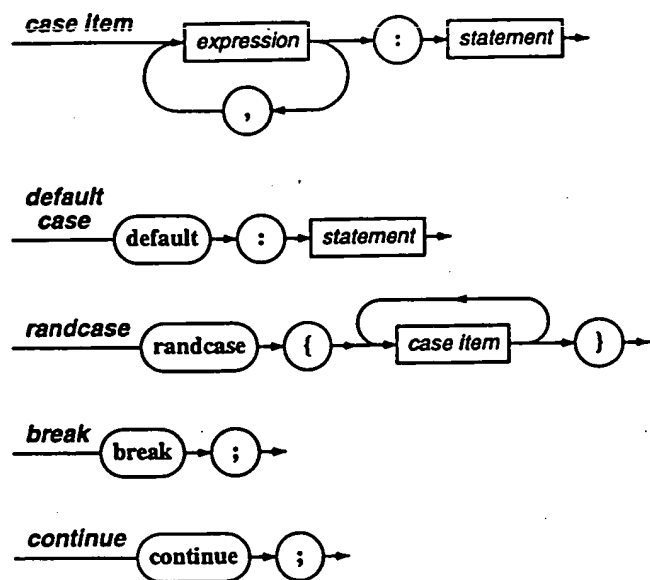 case item
expression : statement
,
default
case
default : statement
randcase
randcase { case item }
break
break ;
continue
continue ;